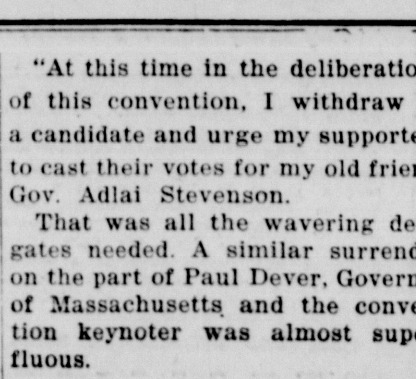 "At this time in the deliberatio
of this convention, I withdraw
a candidate and urge my supporte
to cast their votes for my old frien
Gov. Adlai Stevenson.
That was all the wavering de
gates needed. A similar surrend
on the part of Paul Dever, Govern
of Massachusetts and the conve
tion keynoter was almost supe
fluous.